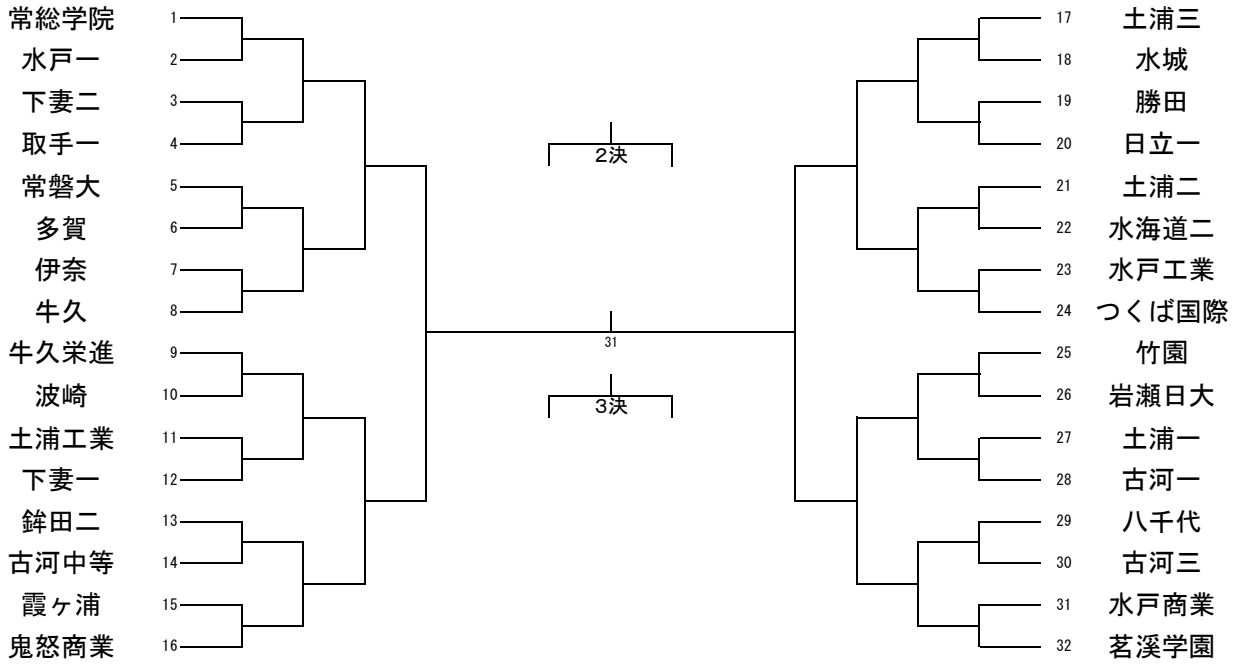 常総学院 1
水戸一 2
下妻二 3
取手一 4
常磐大 5
多賀 6
伊奈 7
牛久 8
牛久栄進 9
波崎 10
土浦工業 11
下妻一 12
鉾田二 13
古河中等 14
霞ヶ浦 15
鬼怒商業 16
2決
31
3決
17 土浦三
18 水城
19 勝田
20 日立一
21 土浦二
22 水海道二
23 水戸工業
24 つくば国際
25 竹園
26 岩瀬日大
27 土浦一
28 古河一
29 八千代
30 古河三
31 水戸商業
32 茗溪学園